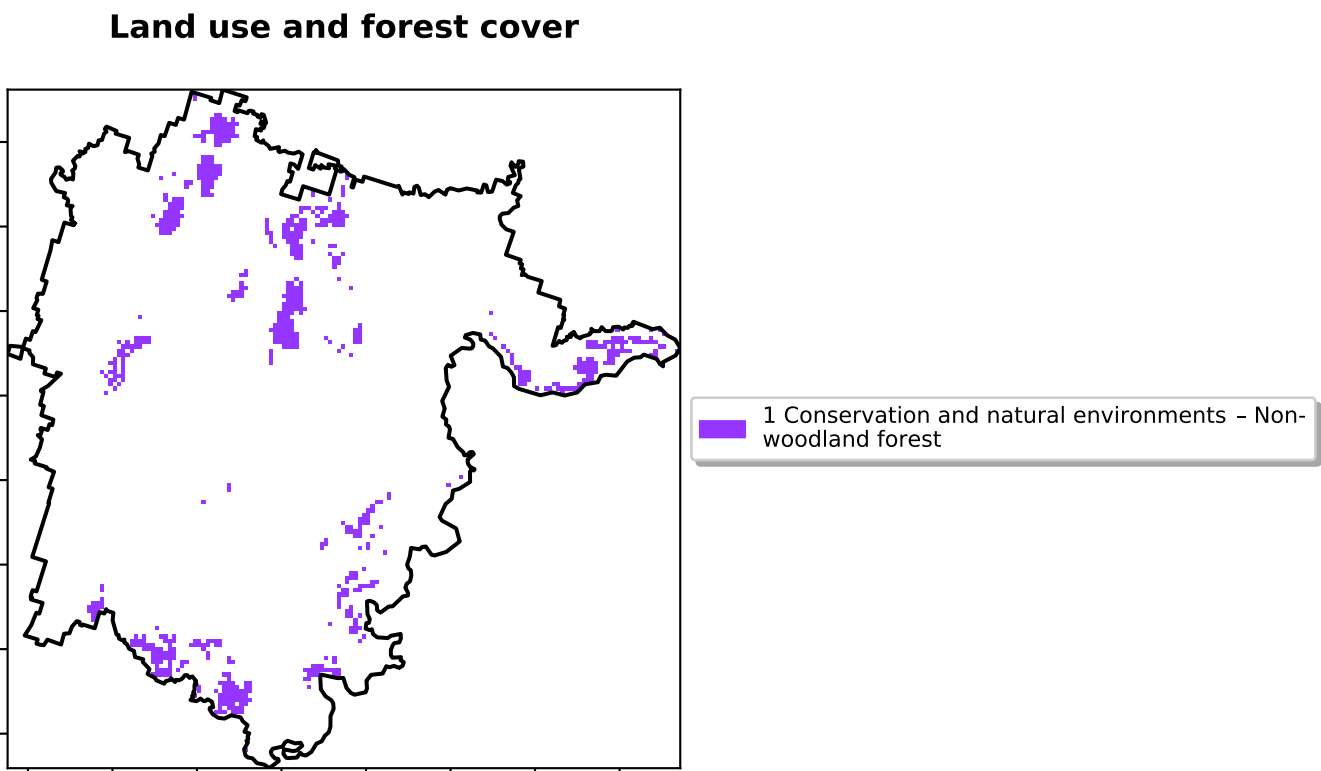 Land use and forest cover
1 Conservation and natural environments – Non-
woodland forest